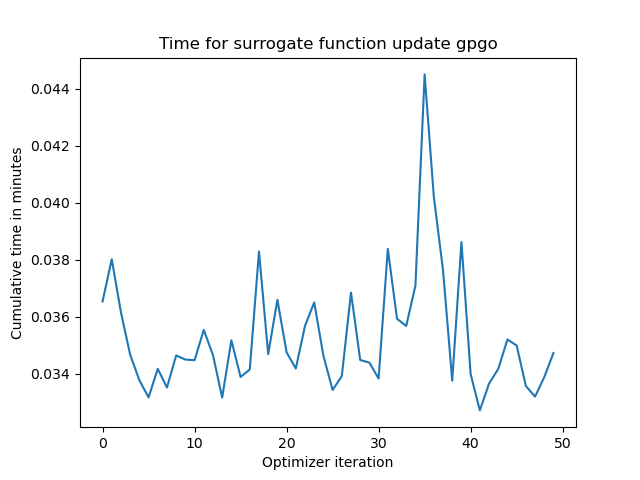 Time for surrogate function update gpgo
0.044
0.042
0.040
0.038
0.036
0.034
Cumulative time in minutes
0 10 20 30 40 50
Optimizer iteration